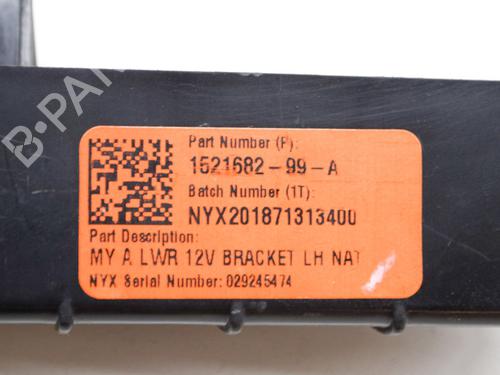 B-PARTS
Part Number (P):
1521682-99-A
Batch Number (1T):
NYX201871313400
Part Description:
MY A LWR 12V BRACKET LH NAT
NYX Serial Number: 029245474